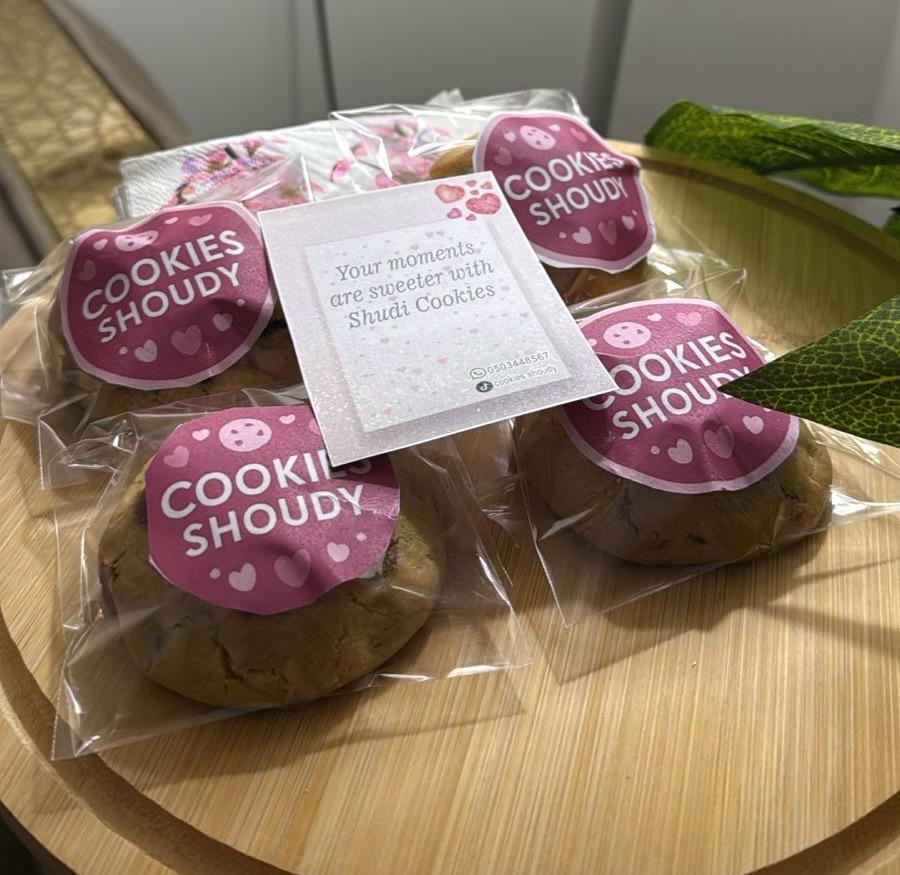 COOKIES
SHOUDY
COOKIES
SHOUDY
Your moments
are sweeter with
Shudi Cookies
0503448567
cookies shoudy
COOKIES
SHOUDY
COOKIES
SHOUDY